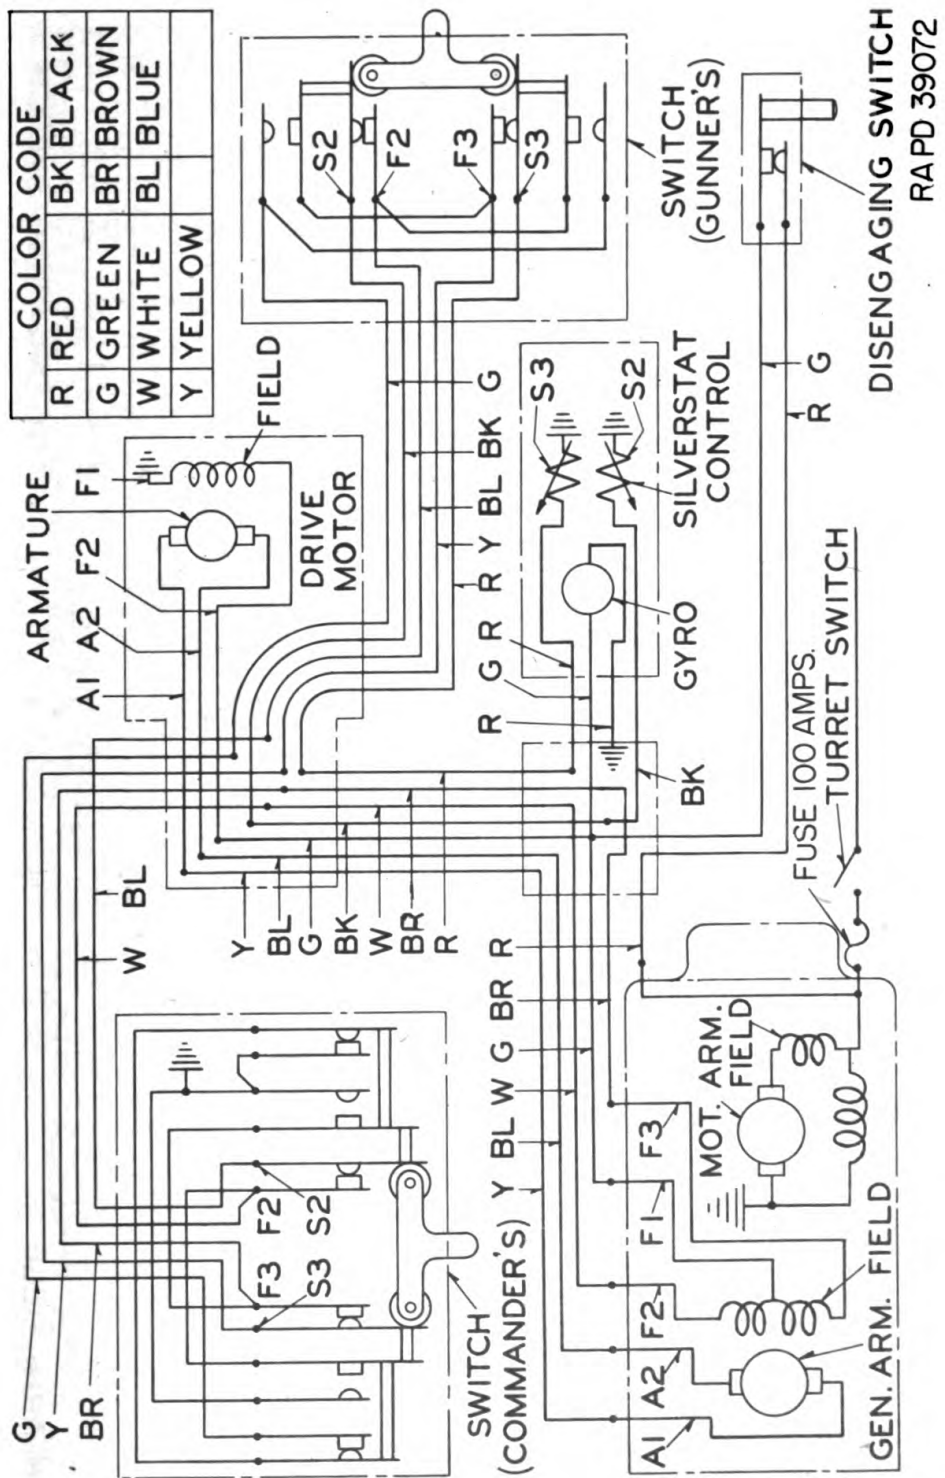 COLOR CODE
R RED BK BLACK
G GREEN BR BROWN
W WHITE BL BLUE
Y YELLOW
ARMATURE
A1 A2 F2 F1
FIELD
DRIVE
MOTOR
S2
F2
F3
S3
SWITCH
(GUNNER'S)
G
BK
BL
Y
R
R
G
R
S3
S2
SILVERSTAT
CONTROL
GYRO
BK
G
R
DISENGAGING SWITCH
RA PD 39072
BL
W
Y
BL
G
BK
W
BR
R
G
Y
BR
F2
S2
F3
S3
SWITCH
(COMMANDER'S)
Y BL W G BR R
FUSE 100 AMPS.
TURRET SWITCH
MOT. ARM.
FIELD
A1 A2 F2 F1 F3
GEN. ARM. FIELD